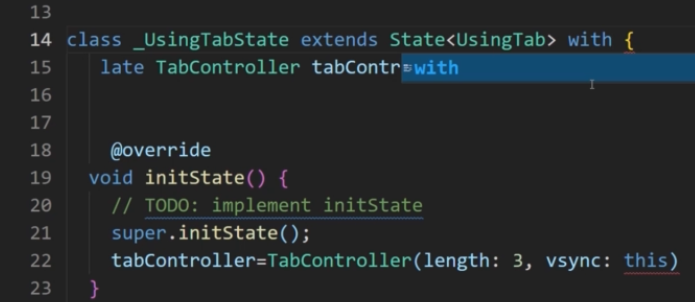 13
14 class _UsingTabState extends State<UsingTab> with {
15 late TabController tabContr with
16
17
18 @override
19 void initState() {
20 // TODO: implement initState
21 super.initState();
22 tabController=TabController(length: 3, vsync: this)
23 }